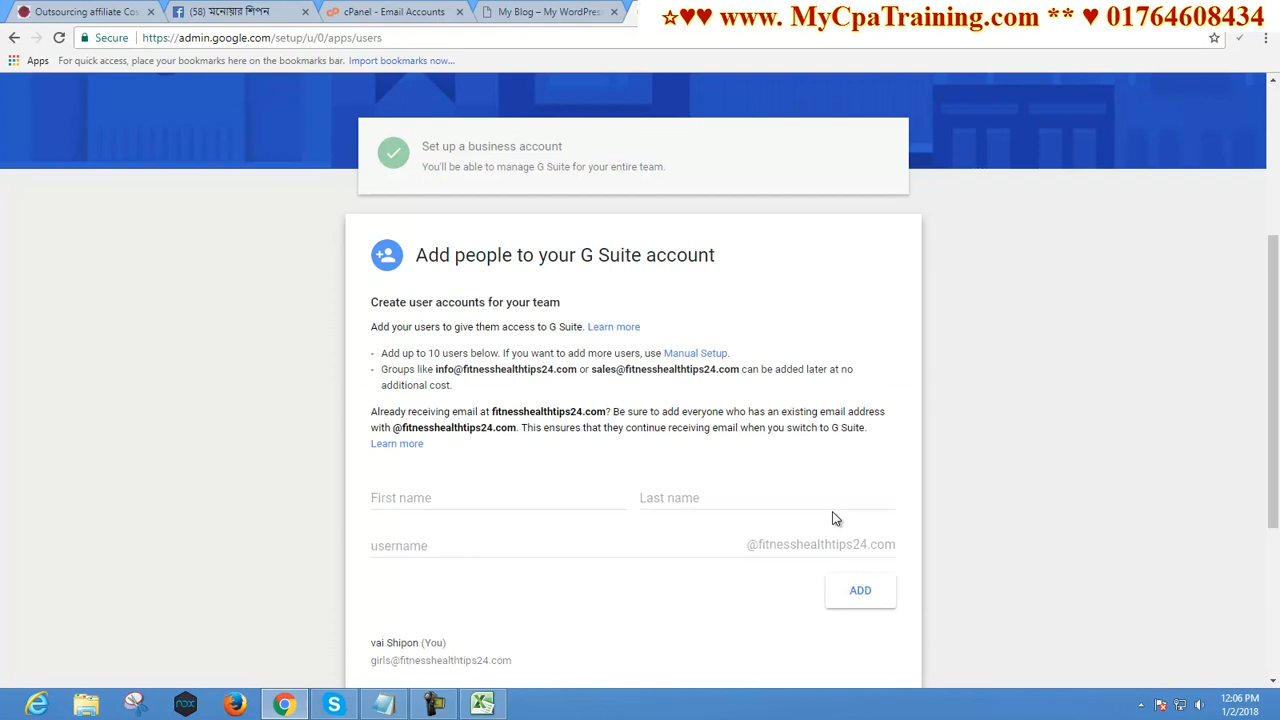 Outsourcing affiliate Cos
(58) মনোয়ার শিপন
cPanel - Email Accounts
My Blog – My WordPress
☆♥♥ www. MyCpaTraining.com ** ♥ 01764608434
Secure https://admin.google.com/setup/u/0/apps/users
Apps For quick access, place your bookmarks here on the bookmarks bar. Import bookmarks now...
Set up a business account
You'll be able to manage G Suite for your entire team.
Add people to your G Suite account
Create user accounts for your team
Add your users to give them access to G Suite. Learn more
- Add up to 10 users below. If you want to add more users, use Manual Setup.
- Groups like info@fitnesshealthtips24.com or sales@fitnesshealthtips24.com can be added later at no
additional cost.
Already receiving email at fitnesshealthtips24.com? Be sure to add everyone who has an existing email address
with @fitnesshealthtips24.com. This ensures that they continue receiving email when you switch to G Suite.
Learn more
First name Last name
username @fitnesshealthtips24.com
ADD
vai Shipon (You)
girls@fitnesshealthtips24.com
nox
12:06 PM
1/2/2018